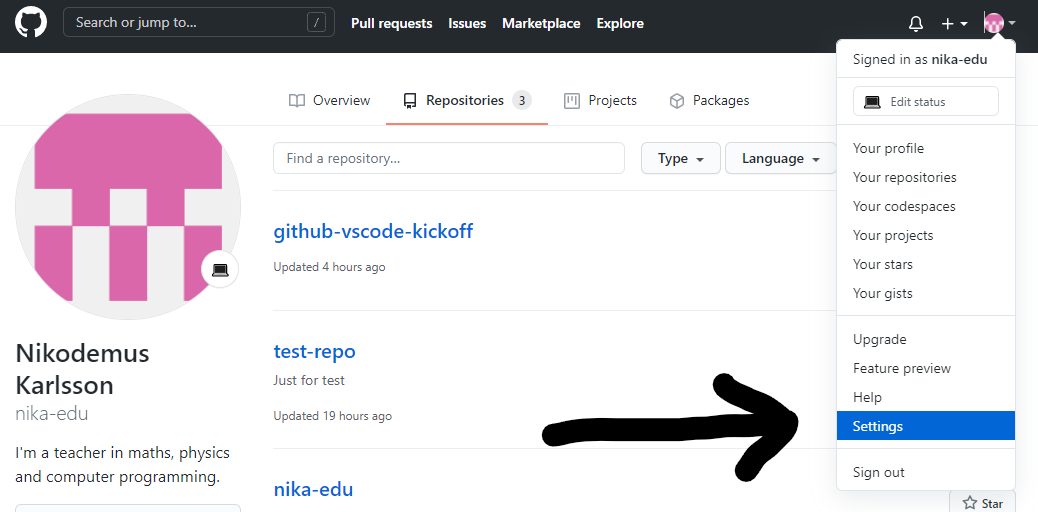 Search or jump to...
/
Pull requests
Issues
Marketplace
Explore
Signed in as nika-edu
Edit status
Your profile
Your repositories
Your codespaces
Your projects
Your stars
Your gists
Upgrade
Feature preview
Help
Settings
Sign out
Overview
Repositories 3
Projects
Packages
Find a repository...
Type
Language
github-vscode-kickoff
Updated 4 hours ago
test-repo
Just for test
Updated 19 hours ago
nika-edu
Star
Nikodemus
Karlsson
nika-edu
I'm a teacher in maths, physics
and computer programming.